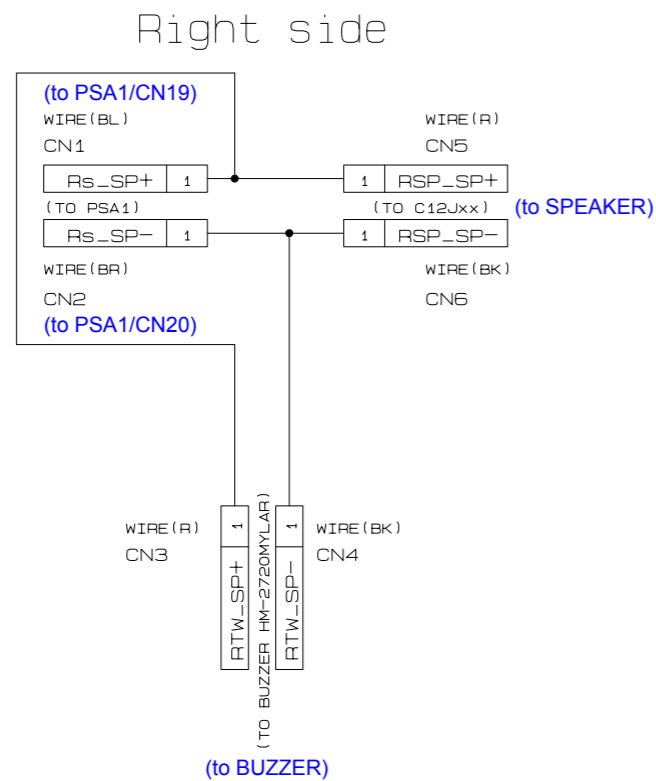 Right side
(to PSA1/CN19)
WIRE(BL)
CN1
Rs_SP+ 1
(TO PSA1)
Rs_SP- 1
WIRE(BR)
CN2
(to PSA1/CN20)
WIRE(R)
CN5
1 RSP_SP+
(TO C12Jxx)
(to SPEAKER)
1 RSP_SP-
WIRE(BK)
CN6
WIRE(R)
CN3
1
RTW_SP+
(TO BUZZER HM-2720MYLAR)
1
RTW_SP-
WIRE(BK)
CN4
(to BUZZER)